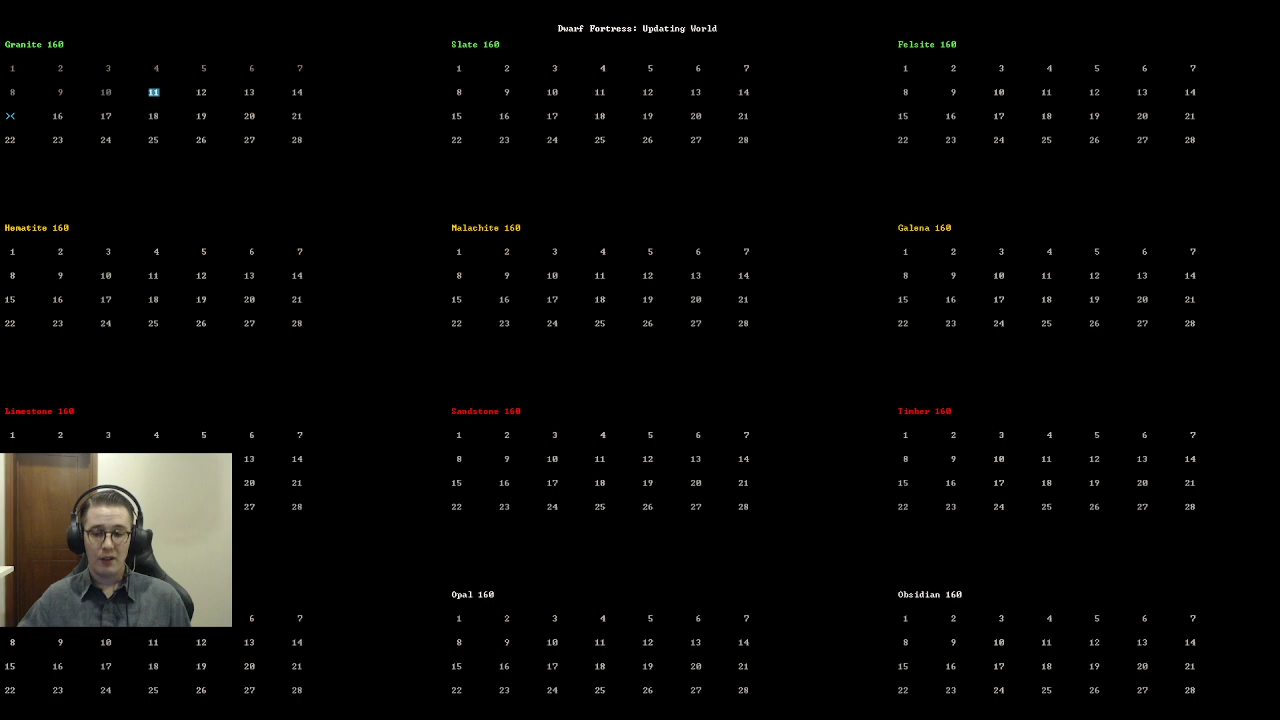 Dwarf Fortress: Updating World
Granite 160 Slate 160 Felsite 160
1 2 3 4 5 6 7 1 2 3 4 5 6 7 1 2 3 4 5 6 7
8 9 10 11 12 13 14 8 9 10 11 12 13 14 8 9 10 11 12 13 14
>< 16 17 18 19 20 21 15 16 17 18 19 20 21 15 16 17 18 19 20 21
22 23 24 25 26 27 28 22 23 24 25 26 27 28 22 23 24 25 26 27 28
Hematite 160 Malachite 160 Galena 160
1 2 3 4 5 6 7 1 2 3 4 5 6 7 1 2 3 4 5 6 7
8 9 10 11 12 13 14 8 9 10 11 12 13 14 8 9 10 11 12 13 14
15 16 17 18 19 20 21 15 16 17 18 19 20 21 15 16 17 18 19 20 21
22 23 24 25 26 27 28 22 23 24 25 26 27 28 22 23 24 25 26 27 28
Limestone 160 Sandstone 160 Timber 160
1 2 3 4 5 6 7 1 2 3 4 5 6 7 1 2 3 4 5 6 7
13 14 8 9 10 11 12 13 14 8 9 10 11 12 13 14
20 21 15 16 17 18 19 20 21 15 16 17 18 19 20 21
27 28 22 23 24 25 26 27 28 22 23 24 25 26 27 28
Opal 160 Obsidian 160
6 7 1 2 3 4 5 6 7 1 2 3 4 5 6 7
8 9 10 11 12 13 14 8 9 10 11 12 13 14 8 9 10 11 12 13 14
15 16 17 18 19 20 21 15 16 17 18 19 20 21 15 16 17 18 19 20 21
22 23 24 25 26 27 28 22 23 24 25 26 27 28 22 23 24 25 26 27 28